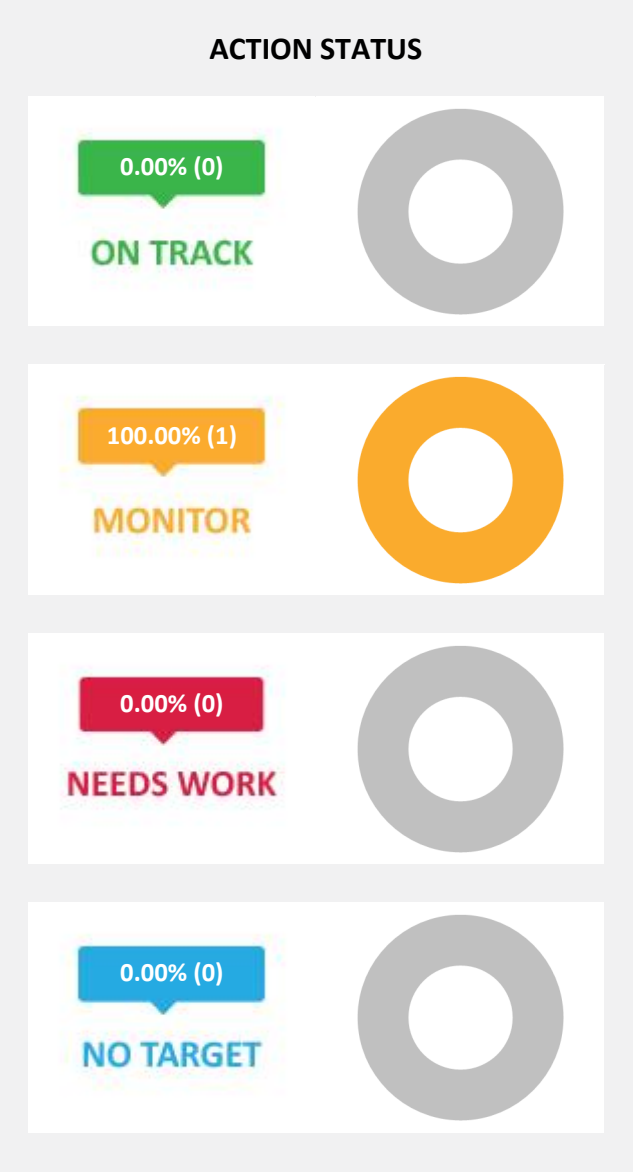 ACTION STATUS
0.00% (0)
ON TRACK
100.00% (1)
MONITOR
0.00% (0)
NEEDS WORK
0.00% (0)
NO TARGET